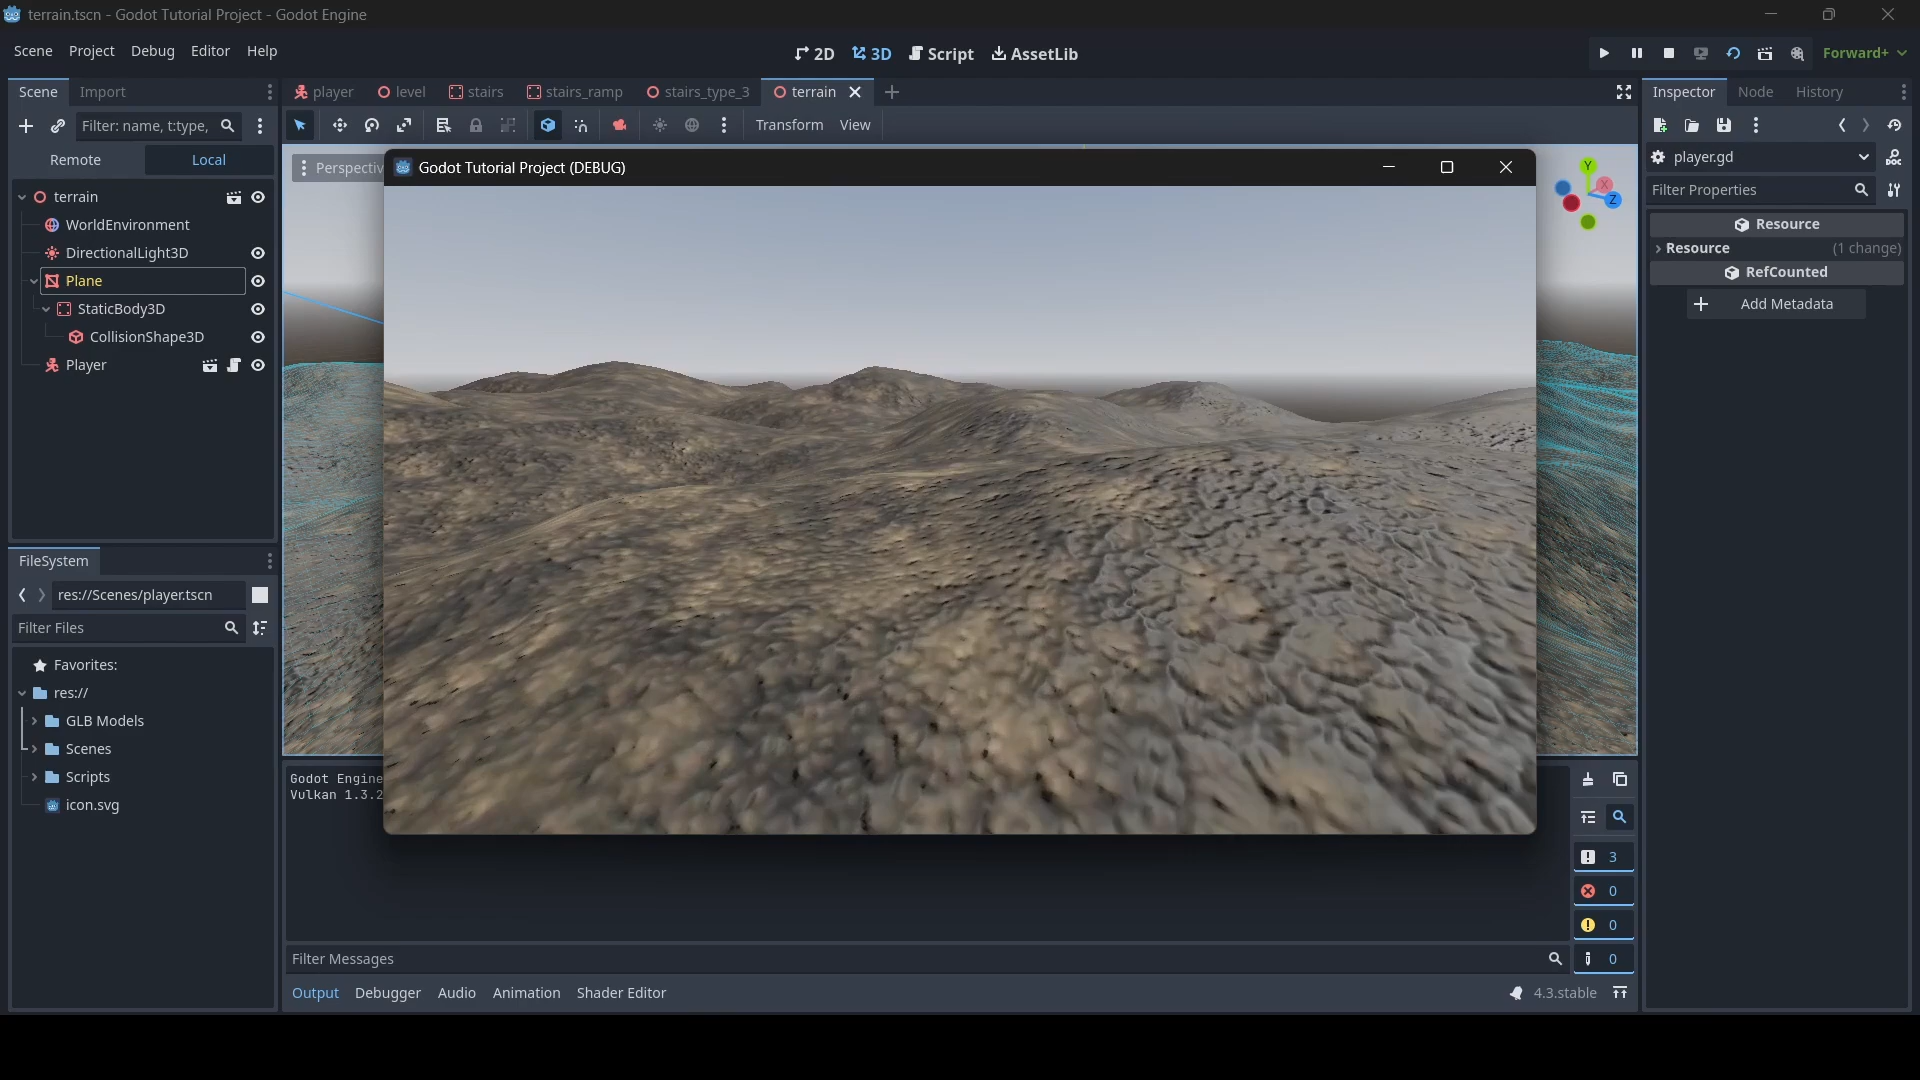 terrain.tscn - Godot Tutorial Project - Godot Engine
Scene Project Debug Editor Help
2D 3D Script AssetLib
Forward+
Scene Import
player level stairs stairs_ramp stairs_type_3 terrain
Inspector Node History
Filter: name, t:type,
Transform View
Remote Local
player.gd
Perspectiv
Godot Tutorial Project (DEBUG)
Filter Properties
Y
X
Z
terrain
WorldEnvironment
DirectionalLight3D
Plane
StaticBody3D
CollisionShape3D
Player
Resource
Resource (1 change)
RefCounted
Add Metadata
FileSystem
res://Scenes/player.tscn
Filter Files
Favorites:
res://
GLB Models
Scenes
Scripts
icon.svg
Godot Engine
Vulkan 1.3.2
3
0
0
0
Filter Messages
Output Debugger Audio Animation Shader Editor
4.3.stable